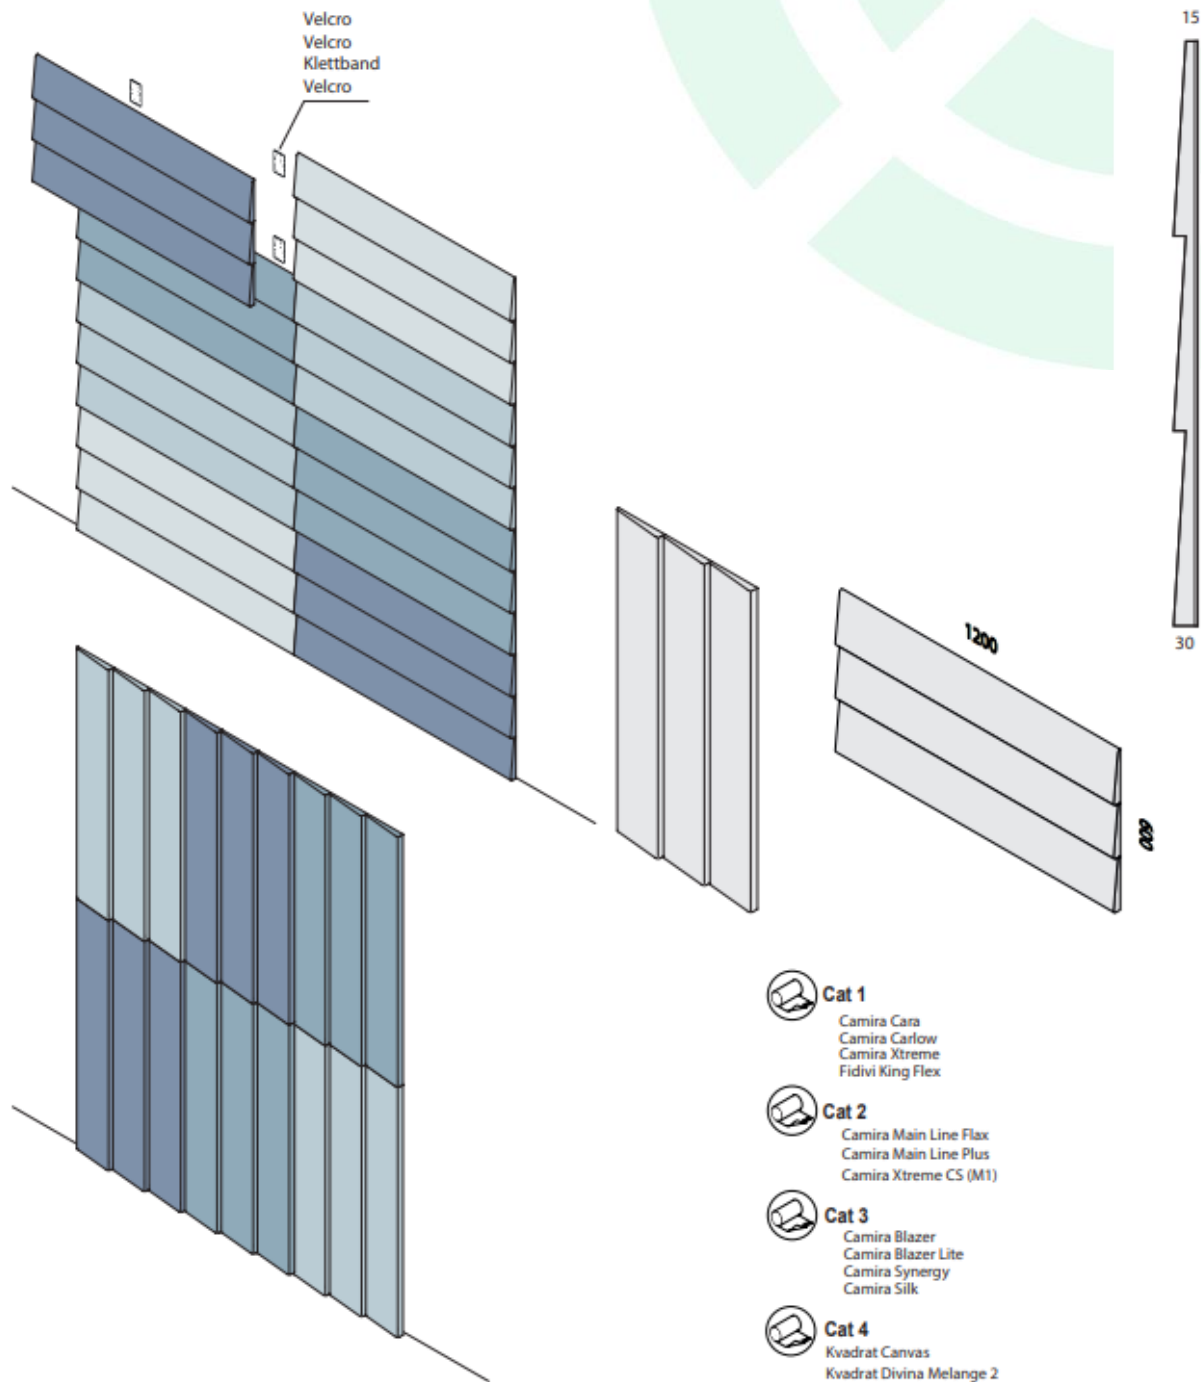 Velcro
Velcro
Klettband
Velcro
15
30
1200
600
Cat 1
Camira Cara
Camira Carlow
Camira Xtreme
Fidivi King Flex
Cat 2
Camira Main Line Flax
Camira Main Line Plus
Camira Xtreme CS (M1)
Cat 3
Camira Blazer
Camira Blazer Lite
Camira Synergy
Camira Silk
Cat 4
Kvadrat Canvas
Kvadrat Divina Melange 2